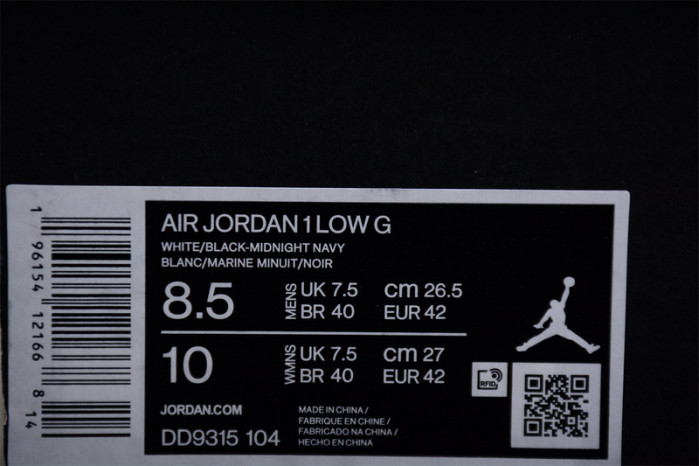 AIR JORDAN 1 LOW G
WHITE/BLACK-MIDNIGHT NAVY
BLANC/MARINE MINUIT/NOIR
8.5 MENS UK 7.5 cm 26.5
BR 40 EUR 42
10 WMNS UK 7.5 cm 27
BR 40 EUR 42
RFID
JORDAN.COM
DD9315 104
MADE IN CHINA /
FABRIQUE EN CHINE /
FABRICADO NA CHINA /
HECHO EN CHINA
1 96154 12166 8 14